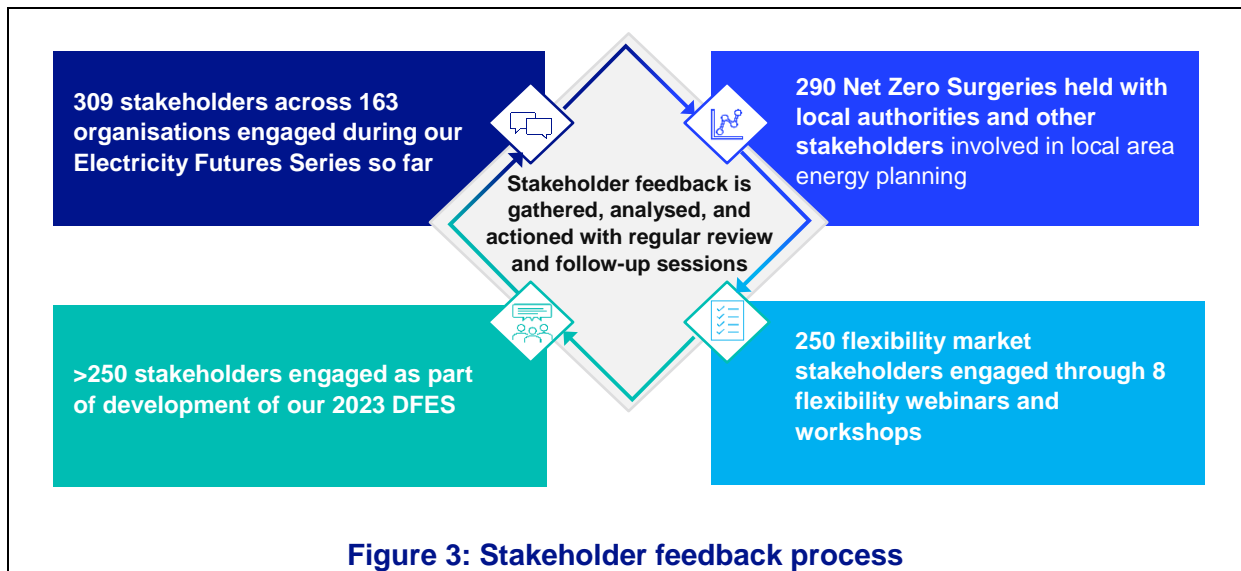 309 stakeholders across 163
organisations engaged during our
Electricity Futures Series so far
290 Net Zero Surgeries held with
local authorities and other
stakeholders involved in local area
energy planning
Stakeholder feedback is
gathered, analysed, and
actioned with regular review
and follow-up sessions
>250 stakeholders engaged as part
of development of our 2023 DFES
250 flexibility market
stakeholders engaged through 8
flexibility webinars and
workshops
Figure 3: Stakeholder feedback process